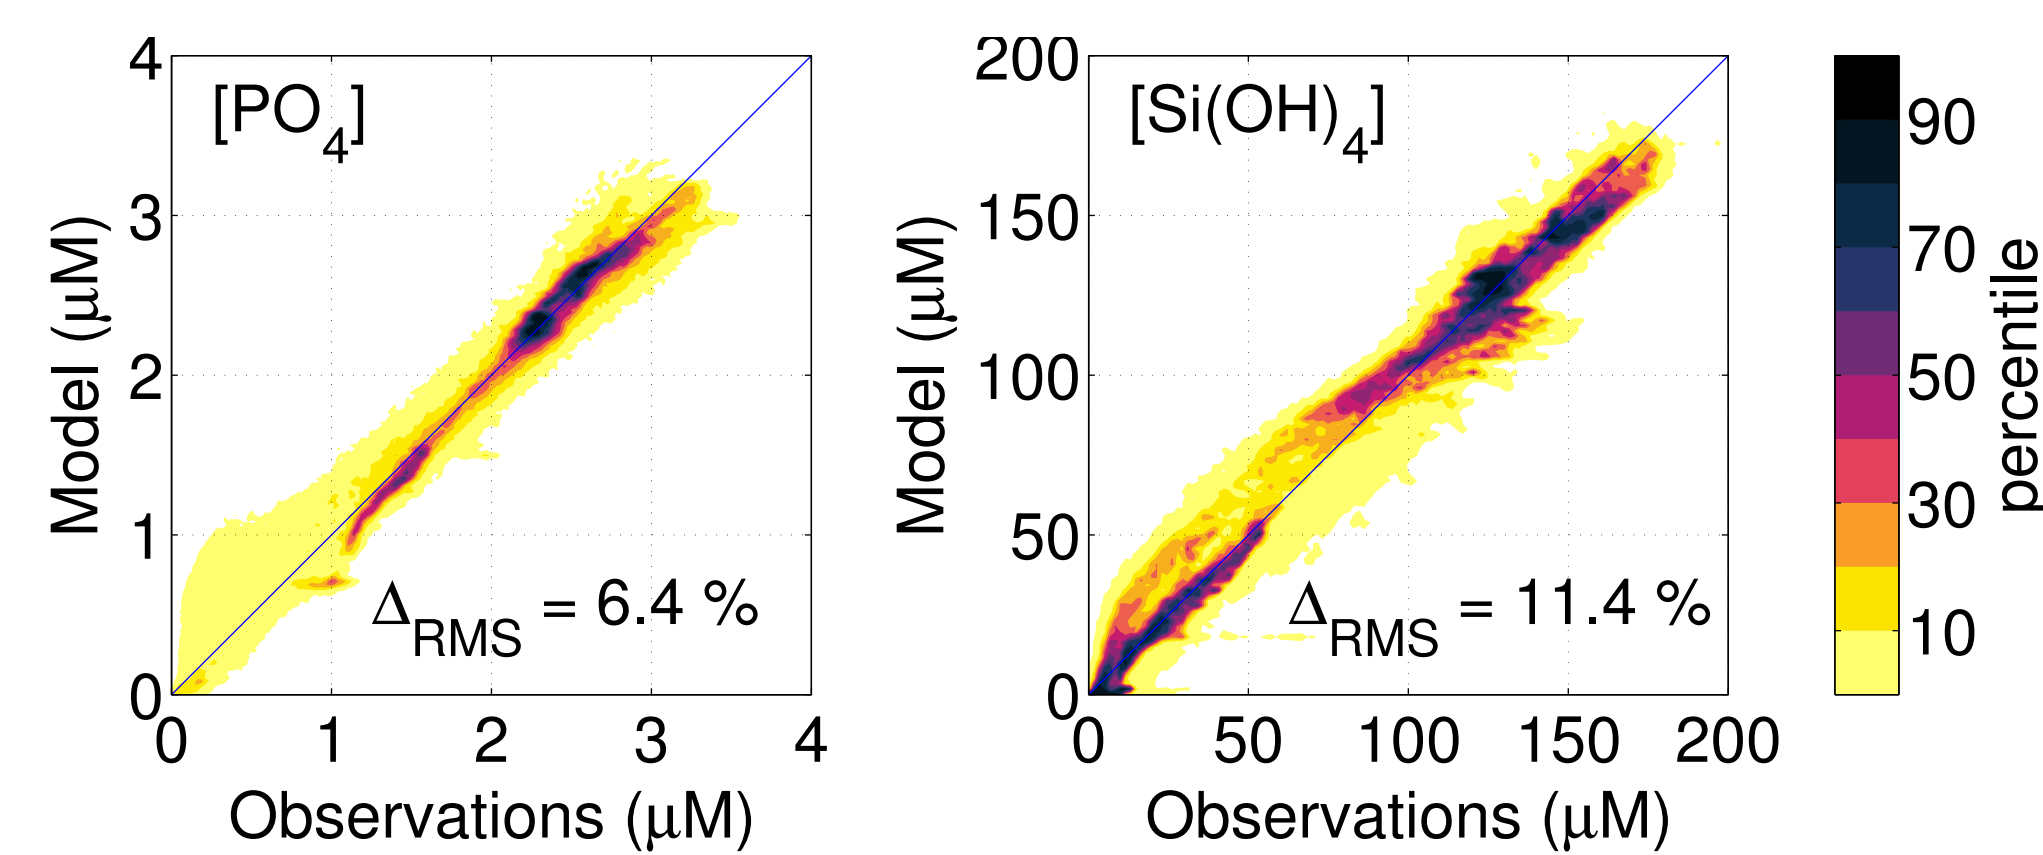 [PO4]
Model (μM)
4
3
2
1
0
0 1 2 3 4
Observations (μM)
ΔRMS = 6.4 %
[Si(OH)4]
Model (μM)
200
150
100
50
0
0 50 100 150 200
Observations (μM)
ΔRMS = 11.4 %
90
70
50
30
10
percentile